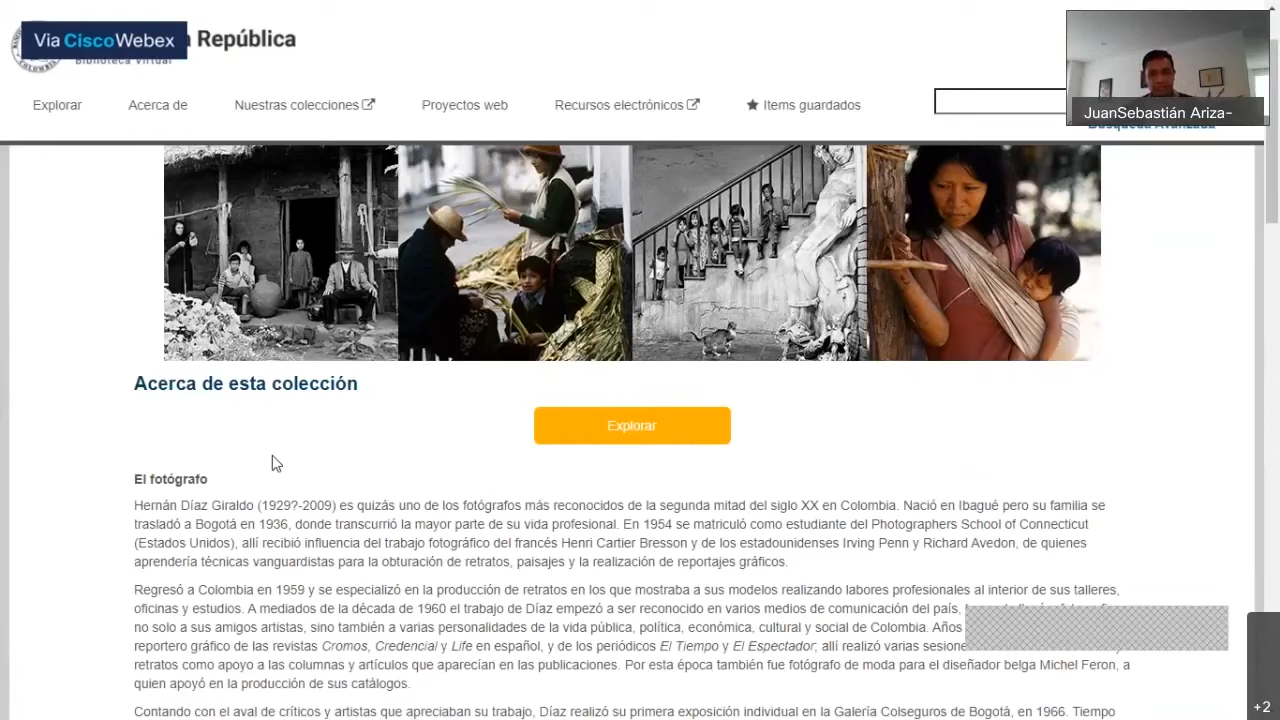 Via CiscoWebex
República
Biblioteca Virtual
JuanSebastián Ariza-
Explorar
Acerca de
Nuestras colecciones
Proyectos web
Recursos electrónicos
Items guardados
Búsqueda Avanzada
Acerca de esta colección
Explorar
El fotógrafo
Hernán Díaz Giraldo (1929?-2009) es quizás uno de los fotógrafos más reconocidos de la segunda mitad del siglo XX en Colombia. Nació en Ibagué pero su familia se
trasladó a Bogotá en 1936, donde transcurrió la mayor parte de su vida profesional. En 1954 se matriculó como estudiante del Photographers School of Connecticut
(Estados Unidos), allí recibió influencia del trabajo fotográfico del francés Henri Cartier Bresson y de los estadounidenses Irving Penn y Richard Avedon, de quienes
aprendería técnicas vanguardistas para la obturación de retratos, paisajes y la realización de reportajes gráficos.
Regresó a Colombia en 1959 y se especializó en la producción de retratos en los que mostraba a sus modelos realizando labores profesionales al interior de sus talleres,
oficinas y estudios. A mediados de la década de 1960 el trabajo de Díaz empezó a ser reconocido en varios medios de comunicación del país,
no solo a sus amigos artistas, sino también a varias personalidades de la vida pública, política, económica, cultural y social de Colombia. Años
reportero gráfico de las revistas Cromos, Credencial y Life en español, y de los periódicos El Tiempo y El Espectador; allí realizó varias
retratos como apoyo a las columnas y artículos que aparecían en las publicaciones. Por esta época también fue fotógrafo de moda para el diseñador belga Michel Feron, a
quien apoyó en la producción de sus catálogos.
Contando con el aval de críticos y artistas que apreciaban su trabajo, Díaz realizó su primera exposición individual en la Galería Colseguros de Bogotá, en 1966. Tiempo
+2